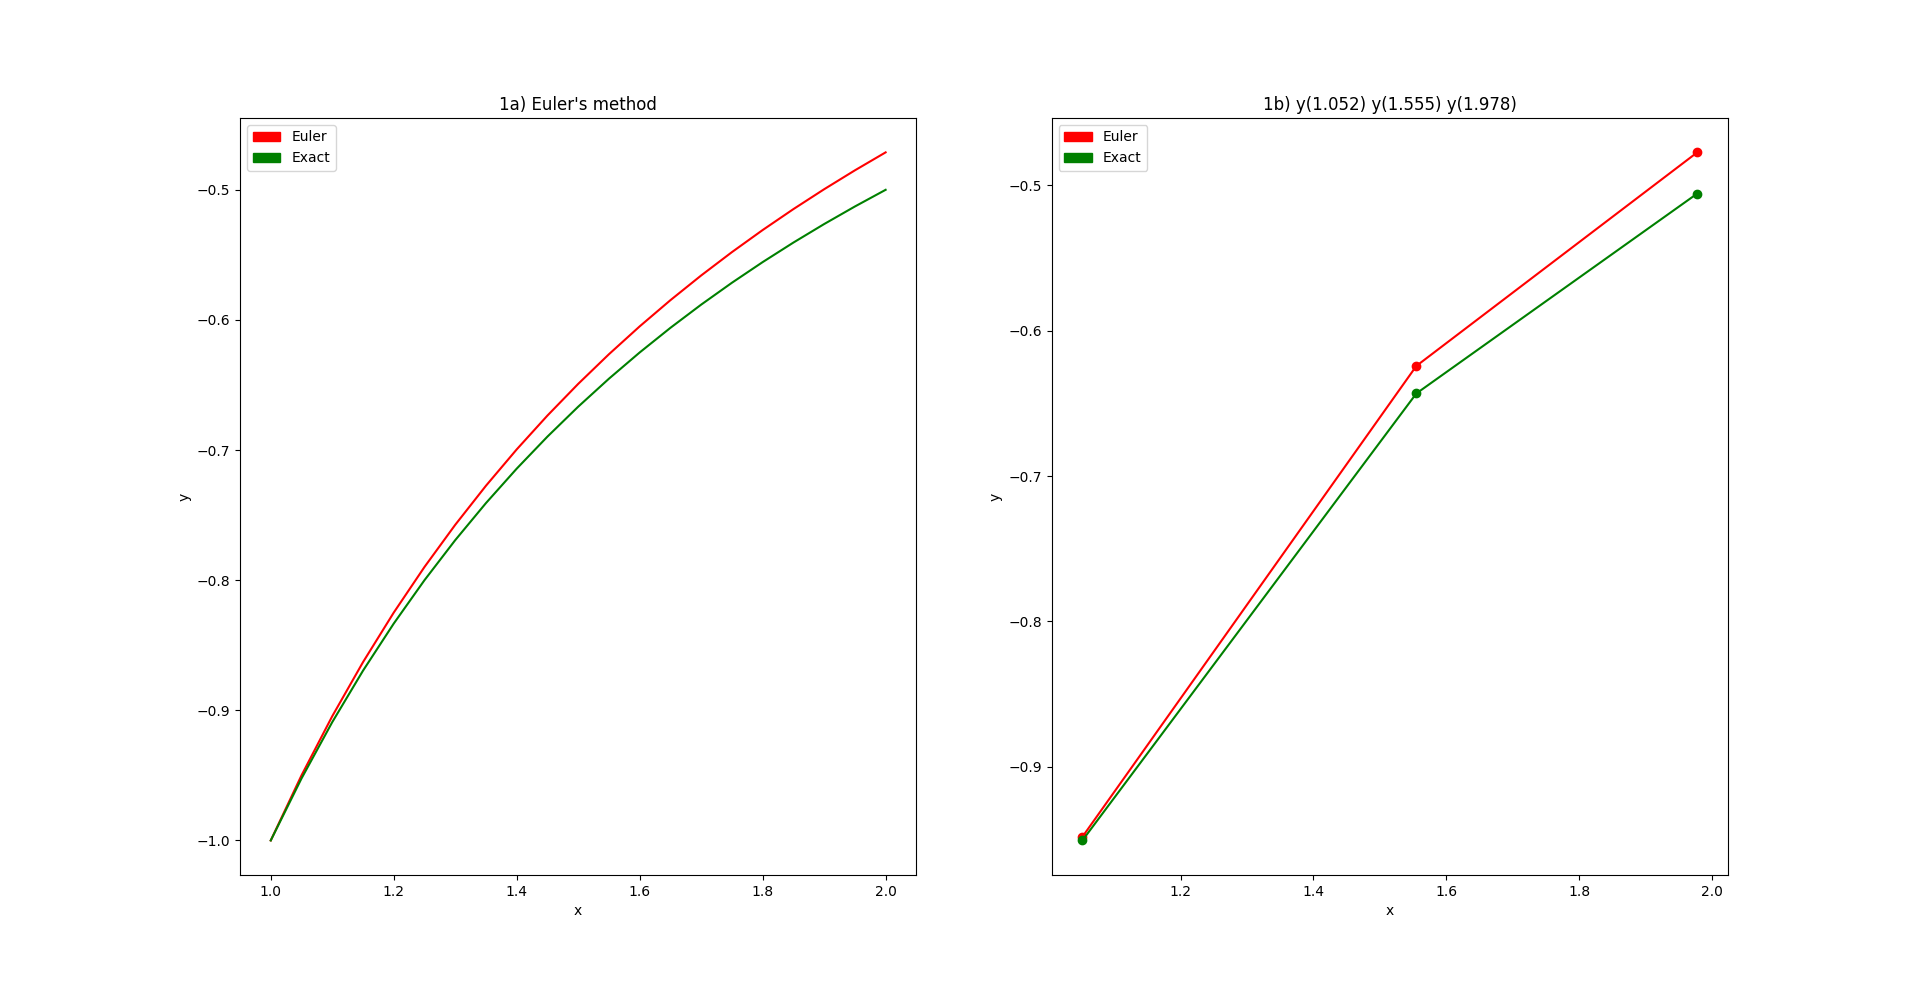 1a) Euler's method
Euler
Exact
−0.5
−0.6
−0.7
−0.8
−0.9
−1.0
y
1.0 1.2 1.4 1.6 1.8 2.0
x
1b) y(1.052) y(1.555) y(1.978)
Euler
Exact
−0.5
−0.6
−0.7
−0.8
−0.9
y
1.2 1.4 1.6 1.8 2.0
x